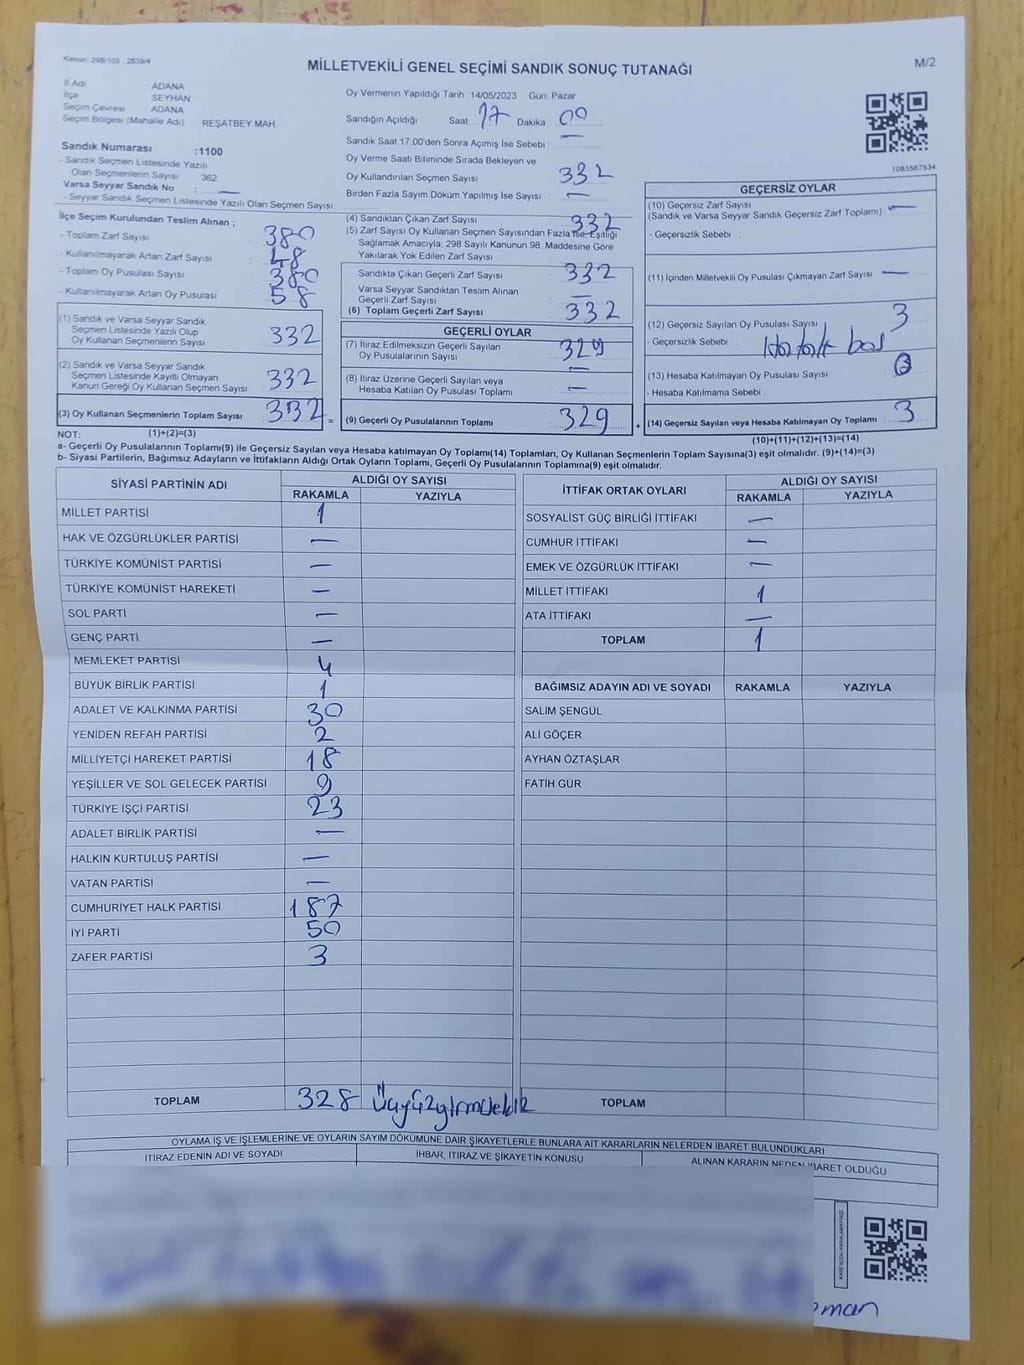 Kanun; 298/105 , 2839/4
MİLLETVEKİLİ GENEL SEÇİMİ SANDIK SONUÇ TUTANAĞI
M/2
İl Adı : ADANA
İlçe SEYHAN
Seçim Çevresi : ADANA
Seçim Bölgesi (Mahalle Adı) : REŞATBEY MAH.
Sandık Numarası :1100
- Sandık Seçmen Listesinde Yazılı
Olan Seçmenlerin Sayısı : 362
Varsa Seyyar Sandık No : —
- Seyyar Sandık Seçmen Listesinde Yazılı Olan Seçmen Sayısı
Oy Vermenin Yapıldığı Tarih :14/05/2023 Gün: Pazar
Sandığın Açıldığı Saat: 17 Dakika 00
Sandık Saat 17:00'den Sonra Açımış İse Sebebi : —
Oy Verme Saati Bitiminde Sırada Bekleyen ve
Oy Kullandırılan Seçmen Sayısı 332
Birden Fazla Sayım Döküm Yapılmış İse Sayısı —
1083567534
İlçe Seçim Kurulundan Teslim Alınan ;
- Toplam Zarf Sayısı 380
- Kullanılmayarak Artan Zarf Sayısı 48
- Toplam Oy Pusulası Sayısı 380
- Kullanılmayarak Artan Oy Pusulası 58
(1) Sandık ve Varsa Seyyar Sandık
Seçmen Listesinde Yazılı Olup
Oy Kullanan Seçmenlerin Sayısı 332
(2) Sandık ve Varsa Seyyar Sandık
Seçmen Listesinde Kayıtlı Olmayan
Kanun Gereği Oy Kullanan Seçmen Sayısı 332
(3) Oy Kullanan Seçmenlerin Toplam Sayısı 332 =
(4) Sandıktan Çıkan Zarf Sayısı 332
(5) Zarf Sayısı Oy Kullanan Seçmen Sayısından Fazla İse, Eşitliği
Sağlamak Amacıyla, 298 Sayılı Kanunun 98. Maddesine Göre
Yakılarak Yok Edilen Zarf Sayısı
Sandıkta Çıkan Geçerli Zarf Sayısı 332
Varsa Seyyar Sandıktan Teslim Alınan
Geçerli Zarf Sayısı —
(6) Toplam Geçerli Zarf Sayısı 332
GEÇERLİ OYLAR
(7) İtiraz Edilmeksizin Geçerli Sayılan
Oy Pusulalarının Sayısı 329
(8) İtiraz Üzerine Geçerli Sayılan veya
Hesaba Katılan Oy Pusulası Toplamı —
(9) Geçerli Oy Pusulalarının Toplamı 329 +
GEÇERSİZ OYLAR
(10) Geçersiz Zarf Sayısı —
(Sandık ve Varsa Seyyar Sandık Geçersiz Zarf Toplamı)
- Geçersizlik Sebebi :
(11) İçinden Milletvekili Oy Pusulası Çıkmayan Zarf Sayısı —
(12) Geçersiz Sayılan Oy Pusulası Sayısı 3
- Geçersizlik Sebebi :
(13) Hesaba Katılmayan Oy Pusulası Sayısı
- Hesaba Katılmama Sebebi :
(14) Geçersiz Sayılan veya Hesaba Katılmayan Oy Toplamı : 3
NOT: (1)+(2)=(3)
(10)+(11)+(12)+(13)=(14)
a- Geçerli Oy Pusulasının Toplamı(9) ile Geçersiz Sayılan veya Hesaba katılmayan Oy Toplamı(14) Toplamları, Oy Kullanan Seçmenlerin Toplam Sayısına(3) eşit olmalıdır. (9)+(14)=(3)
b- Siyasi Partilerin, Bağımsız Adayların ve İttifakların Aldığı Ortak Oyların Toplamı, Geçerli Oy Pusulalarının Toplamına(9) eşit olmalıdır.
SİYASİ PARTİNİN ADI ALDIĞI OY SAYISI
RAKAMLA YAZIYLA
MİLLET PARTİSİ 1
HAK VE ÖZGÜRLÜKLER PARTİSİ —
TÜRKİYE KOMÜNİST PARTİSİ —
TÜRKİYE KOMÜNİST HAREKETİ —
SOL PARTİ —
GENÇ PARTİ —
MEMLEKET PARTİSİ 4
BÜYÜK BİRLİK PARTİSİ 1
ADALET VE KALKINMA PARTİSİ 30
YENİDEN REFAH PARTİSİ 2
MİLLİYETÇİ HAREKET PARTİSİ 18
YEŞİLLER VE SOL GELECEK PARTİSİ 9
TÜRKİYE İŞÇİ PARTİSİ 23
ADALET BİRLİK PARTİSİ —
HALKIN KURTULUŞ PARTİSİ —
VATAN PARTİSİ —
CUMHURİYET HALK PARTİSİ 187
İYİ PARTİ 50
ZAFER PARTİSİ 3
TOPLAM 328 Üçyüzyirmisekiz
İTTİFAK ORTAK OYLARI ALDIĞI OY SAYISI
RAKAMLA YAZIYLA
SOSYALİST GÜÇ BİRLİĞİ İTTİFAKI —
CUMHUR İTTİFAKI —
EMEK VE ÖZGÜRLÜK İTTİFAKI —
MİLLET İTTİFAKI 1
ATA İTTİFAKI —
TOPLAM 1
BAĞIMSIZ ADAYIN ADI VE SOYADI RAKAMLA YAZIYLA
SALİM ŞENGÜL
ALİ GÖÇER
AYHAN ÖZTAŞLAR
FATİH GÜR
TOPLAM
OYLAMA İŞ VE İŞLEMLERİNE VE OYLARIN SAYIM DÖKÜMÜNE DAİR ŞİKAYETLERLE BUNLARA AİT KARARLARIN NELERDEN İBARET BULUNDUKLARI
İTİRAZ EDENİN ADI VE SOYADI İHBAR, İTİRAZ VE ŞİKAYETİN KONUSU ALINAN KARARIN NEDEN İBARET OLDUĞU